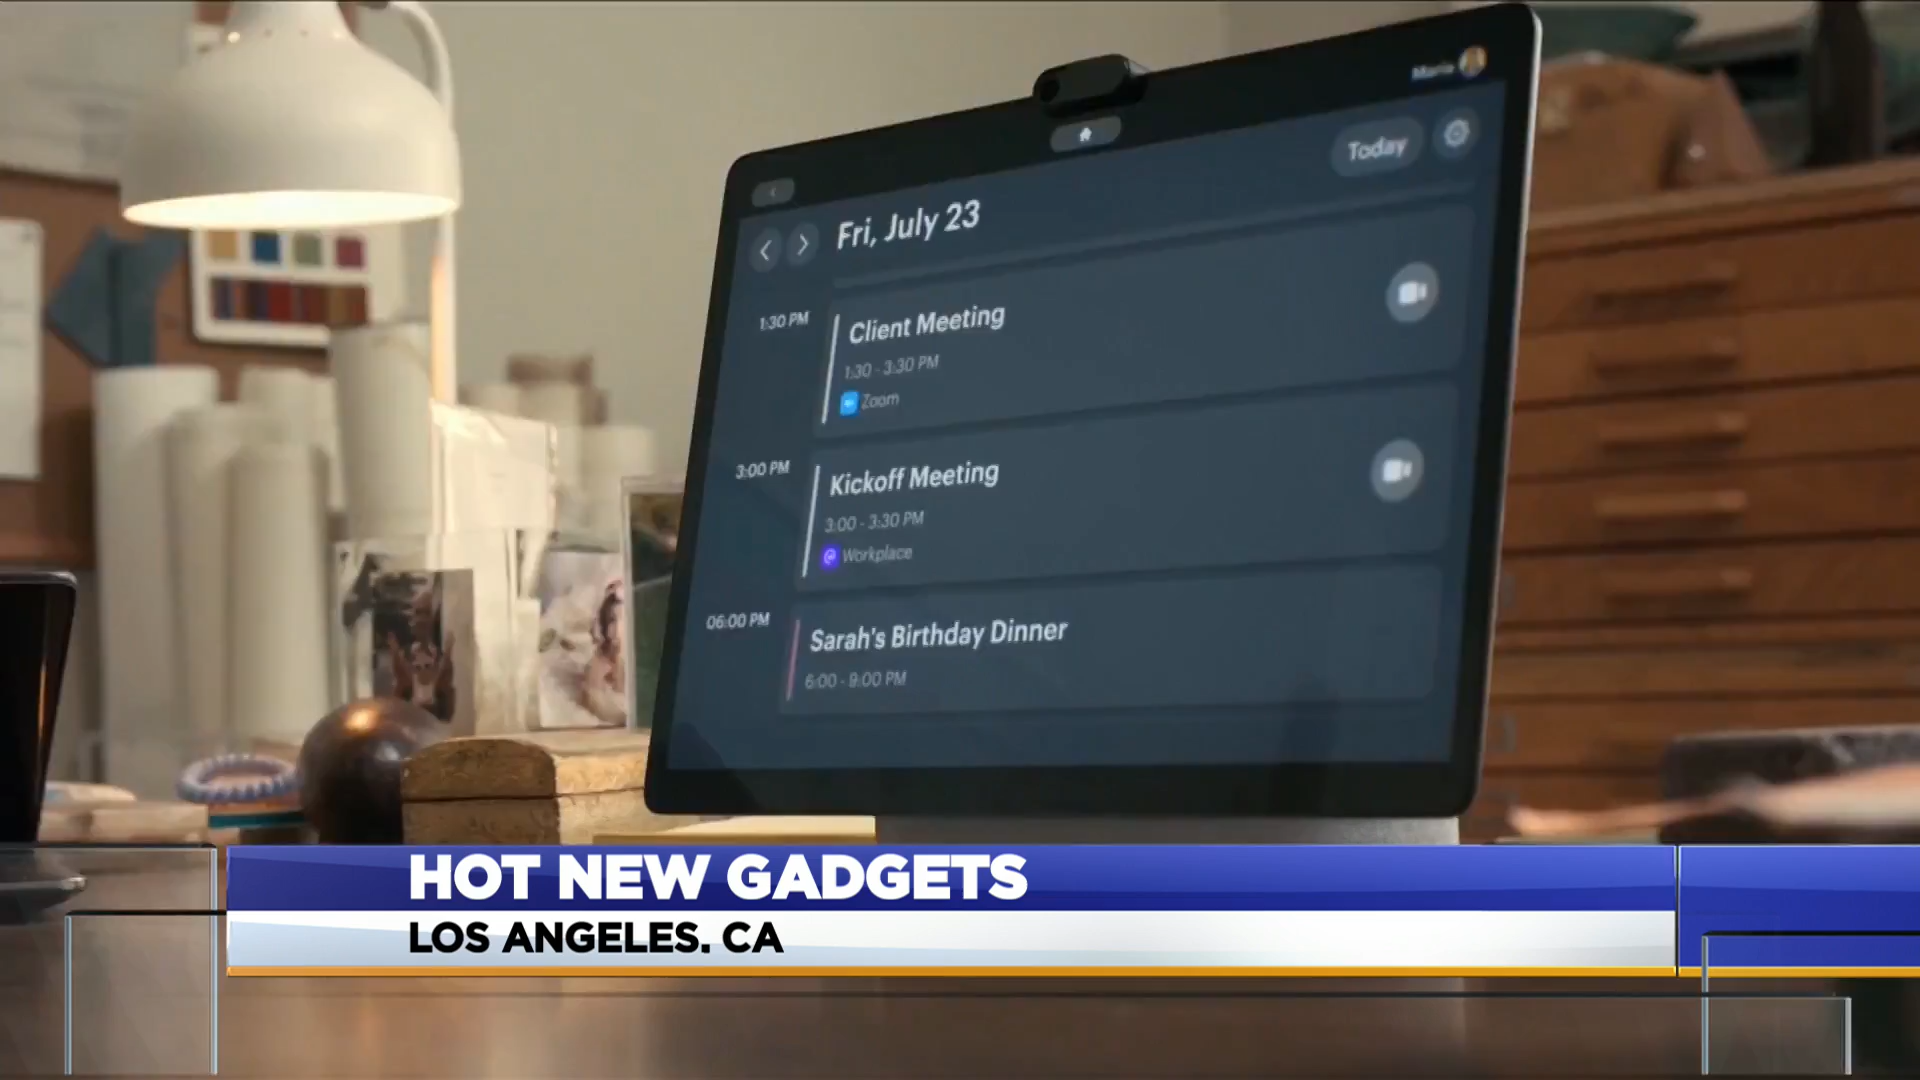 Maria
Today
Fri, July 23
1:30 PM
Client Meeting
1:30 - 3:30 PM
Zoom
3:00 PM
Kickoff Meeting
3:00 - 3:30 PM
Workplace
06:00 PM
Sarah's Birthday Dinner
6:00 - 9:00 PM
HOT NEW GADGETS
LOS ANGELES, CA